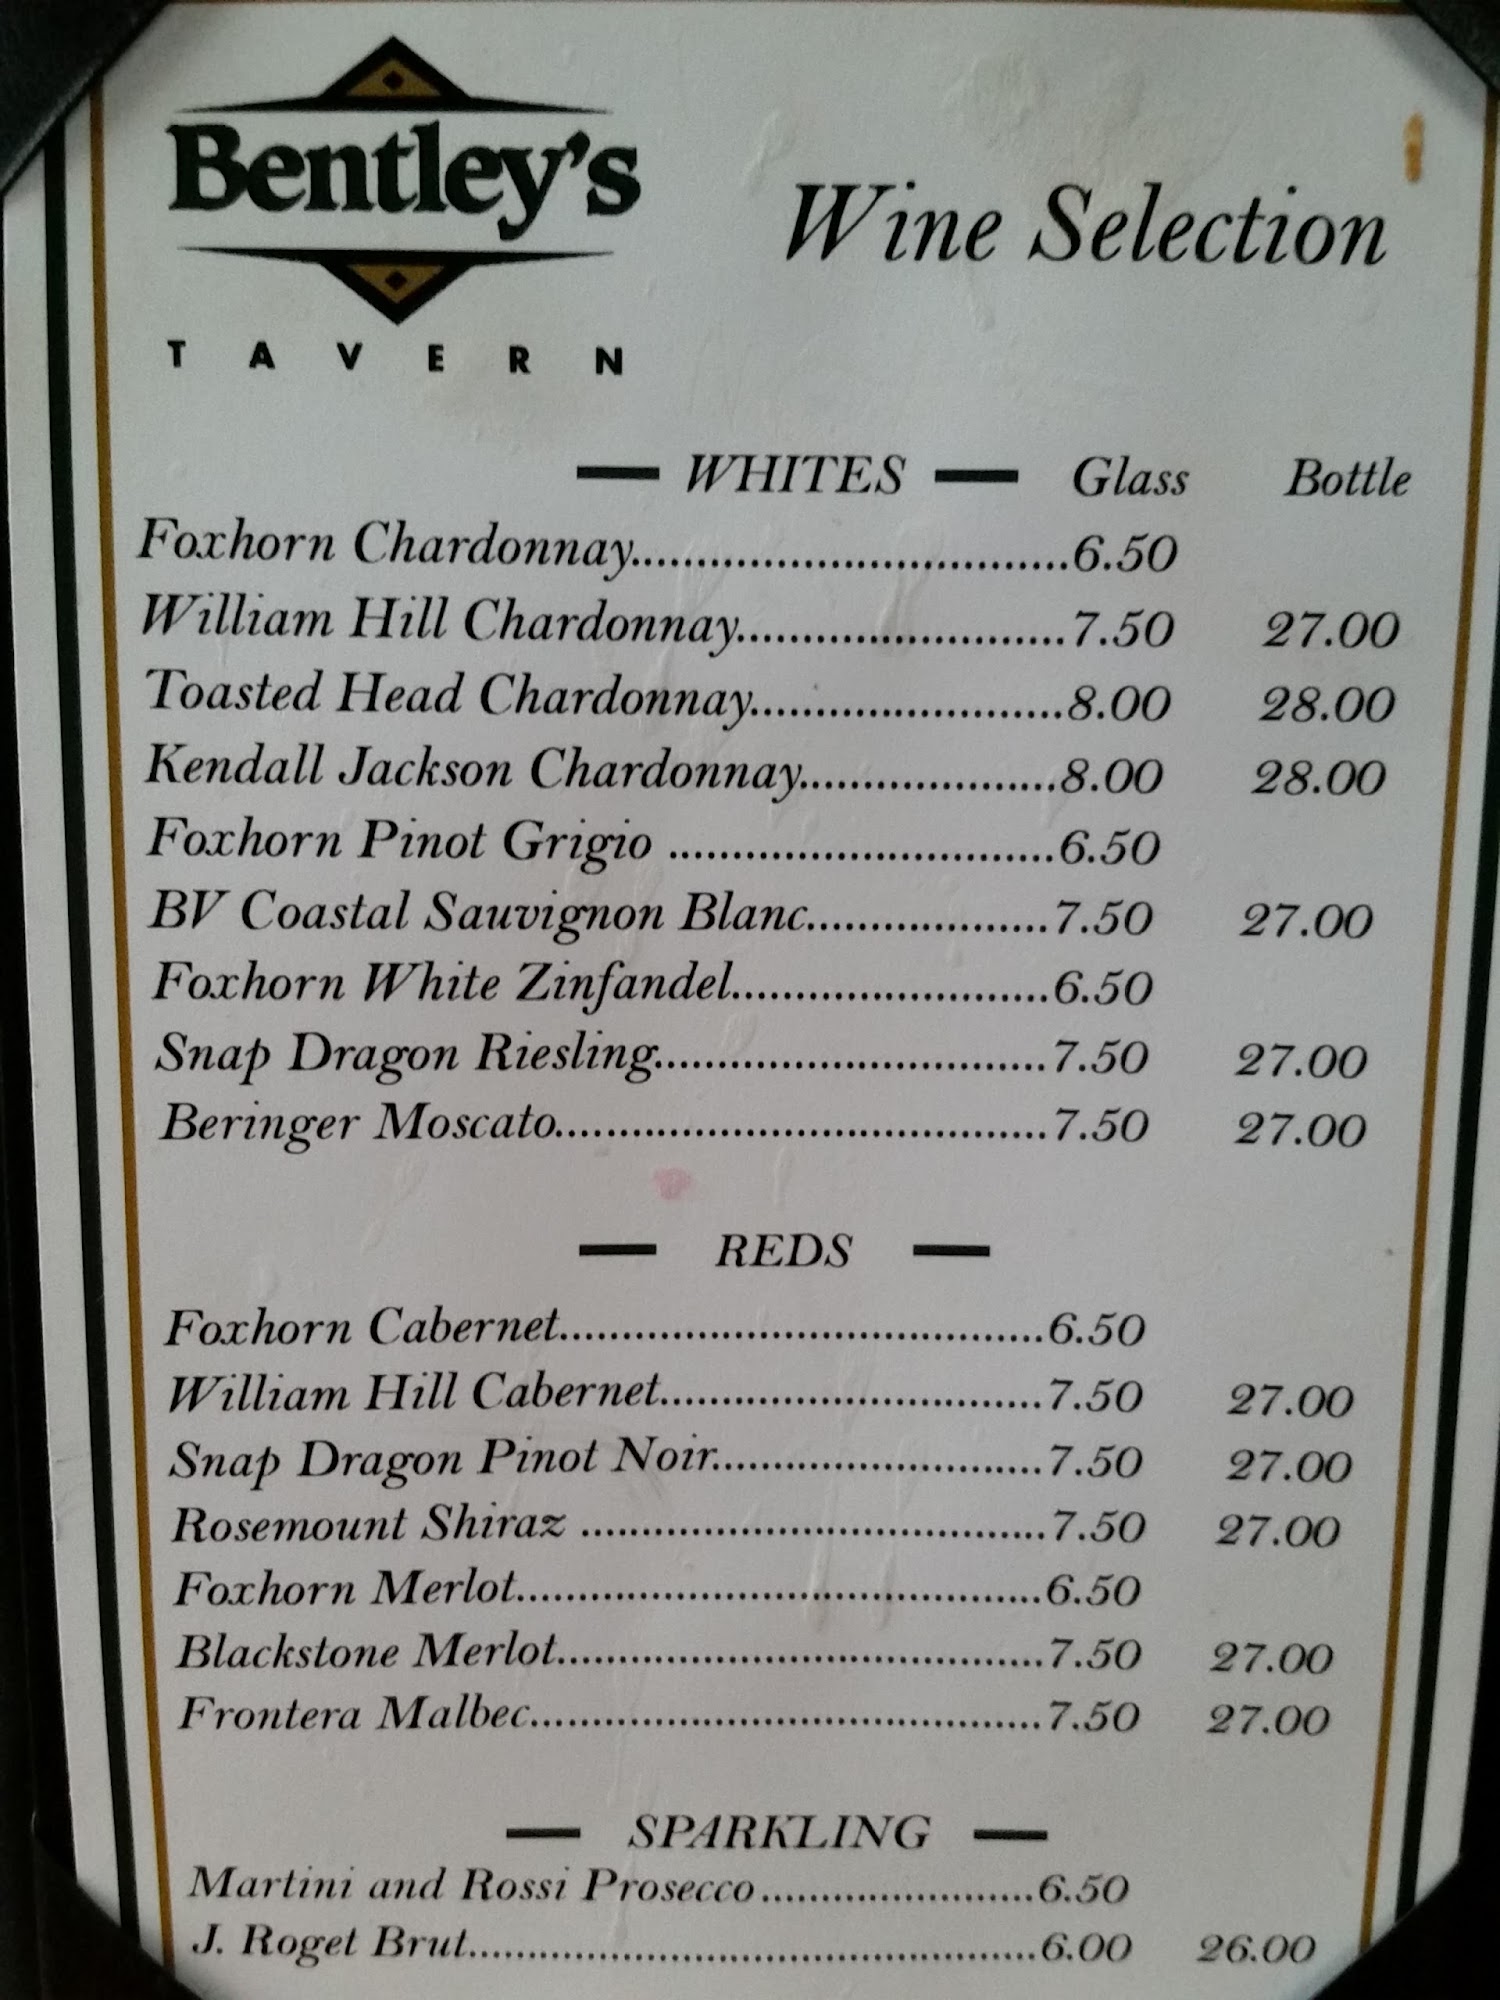 Bentley's
TAVERN
Wine Selection
WHITES Glass Bottle
Foxhorn Chardonnay..................................6.50
William Hill Chardonnay.........................7.50 27.00
Toasted Head Chardonnay........................8.00 28.00
Kendall Jackson Chardonnay....................8.00 28.00
Foxhorn Pinot Grigio ..............................6.50
BV Coastal Sauvignon Blanc...................7.50 27.00
Foxhorn White Zinfandel.........................6.50
Snap Dragon Riesling..............................7.50 27.00
Beringer Moscato......................................7.50 27.00
REDS
Foxhorn Cabernet.......................................6.50
William Hill Cabernet...............................7.50 27.00
Snap Dragon Pinot Noir..........................7.50 27.00
Rosemount Shiraz .....................................7.50 27.00
Foxhorn Merlot..........................................6.50
Blackstone Merlot.......................................7.50 27.00
Frontera Malbec.........................................7.50 27.00
SPARKLING
Martini and Rossi Prosecco.......................6.50
J. Roget Brut................................................6.00 26.00